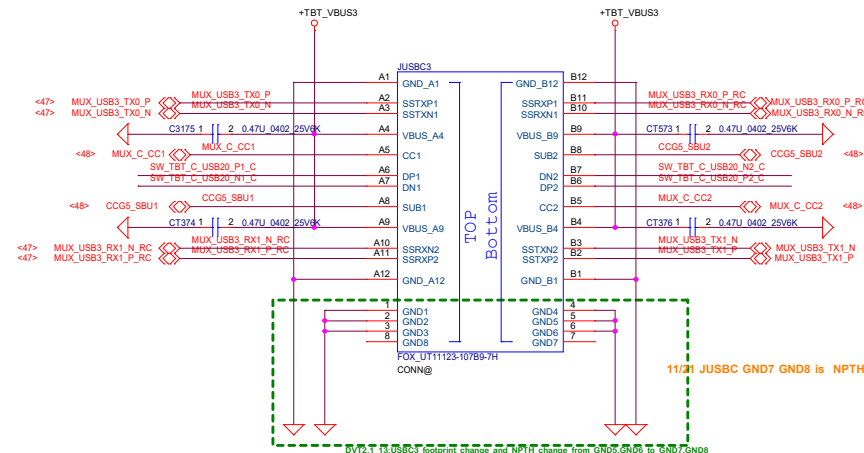 +TBT_VBUS3 +TBT_VBUS3
JUSBC3
A1 GND_A1 GND_B12 B12
<47> MUX_USB3_TX0_P MUX_USB3_TX0_P A2 SSTXP1 SSRXP1 B11 MUX_USB3_RX0_P_RC MUX_USB3_RX0_P_RC
<47> MUX_USB3_TX0_N MUX_USB3_TX0_N A3 SSTXN1 SSRXN1 B10 MUX_USB3_RX0_N_RC MUX_USB3_RX0_N_RC
C3175 1 2 0.47U_0402_25V6K A4 VBUS_A4 VBUS_B9 B9 CT573 1 2 0.47U_0402_25V6K
<48> MUX_C_CC1 MUX_C_CC1 A5 CC1 SUB2 B8 CCG5_SBU2 CCG5_SBU2 <48>
SW_TBT_C_USB20_P1_C A6 DP1 DN2 B7 SW_TBT_C_USB20_N2_C
SW_TBT_C_USB20_N1_C A7 DN1 DP2 B6 SW_TBT_C_USB20_P2_C
<48> CCG5_SBU1 CCG5_SBU1 A8 SUB1 CC2 B5 MUX_C_CC2 MUX_C_CC2 <48>
CT374 1 2 0.47U_0402_25V6K A9 VBUS_A9 VBUS_B4 B4 CT376 1 2 0.47U_0402_25V6K
<47> MUX_USB3_RX1_N_RC MUX_USB3_RX1_N_RC A10 SSRXN2 SSTXN2 B3 MUX_USB3_TX1_N MUX_USB3_TX1_N
<47> MUX_USB3_RX1_P_RC MUX_USB3_RX1_P_RC A11 SSRXP2 SSTXP2 B2 MUX_USB3_TX1_P MUX_USB3_TX1_P
A12 GND_A12 GND_B1 B1
TOP
Bottom
1 GND1 GND4 4
2 GND2 GND5 5
3 GND3 GND6 6
8 GND8 GND7 7
FOX_UT11123-107B9-7H
CONN@
11/21 JUSBC GND7 GND8 is NPTH
DVT2.1_13:USBC3 footprint change and NPTH change from GND5,GND6 to GND7,GND8